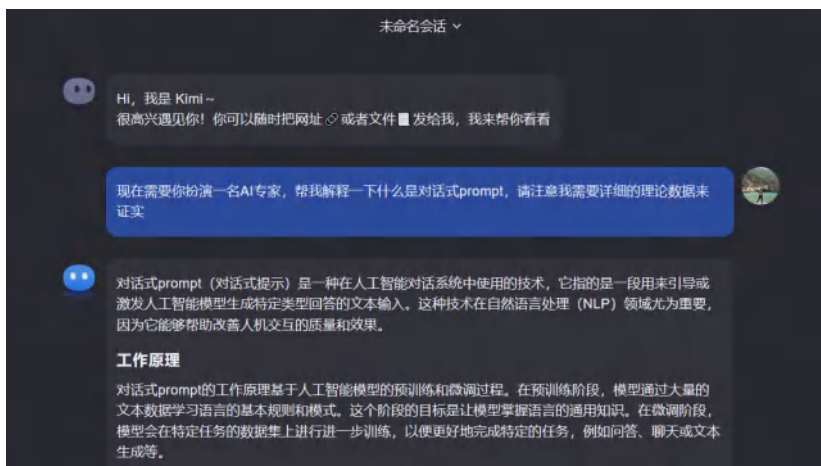 未命名会话
Hi，我是 Kimi～
很高兴遇见你！你可以随时把网址🔗或者文件📄发给我，我来帮你看看
现在需要你扮演一名AI专家，帮我解释一下什么是对话式prompt，请注意我需要详细的理论数据来
证实
对话式prompt（对话式提示）是一种在人工智能对话系统中使用的技术，它指的是一段用来引导或
激发人工智能模型生成特定类型回答的文本输入。这种技术在自然语言处理（NLP）领域尤为重要，
因为它能够帮助改善人机交互的质量和效果。
工作原理
对话式prompt的工作原理基于人工智能模型的预训练和微调过程。在预训练阶段，模型通过大量的
文本数据学习语言的基本规则和模式。这个阶段的目标是让模型掌握语言的通用知识。在微调阶段，
模型会在特定任务的数据集上进行进一步训练，以便更好地完成特定的任务，例如问答、聊天或文本
生成等。